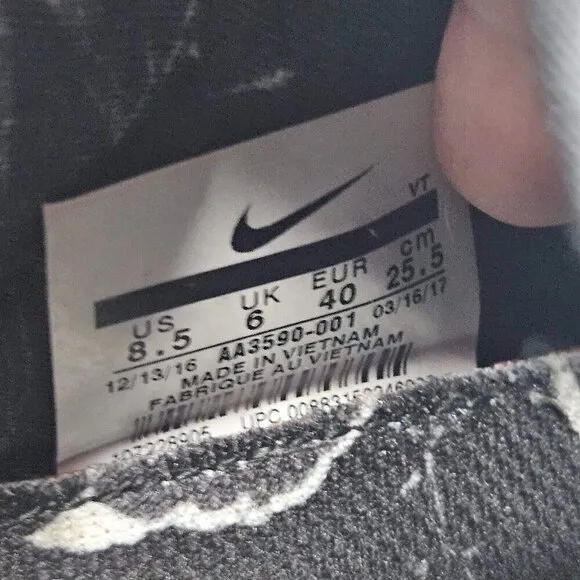 VT
US UK EUR cm
8.5 6 40 25.5
12/13/16 AA3590-001 03/16/17
MADE IN VIETNAM
FABRIQUE AU VIETNAM
UPC